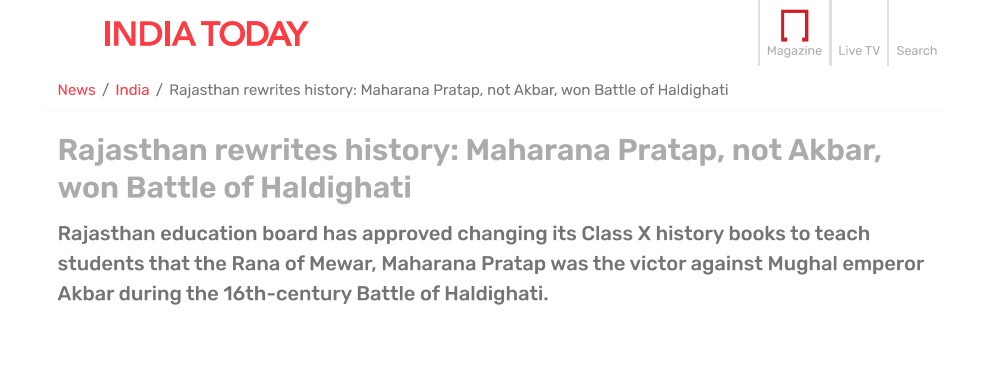 INDIA TODAY
Magazine
Live TV
Search
News / India / Rajasthan rewrites history: Maharana Pratap, not Akbar, won Battle of Haldighati
Rajasthan rewrites history: Maharana Pratap, not Akbar,
won Battle of Haldighati
Rajasthan education board has approved changing its Class X history books to teach
students that the Rana of Mewar, Maharana Pratap was the victor against Mughal emperor
Akbar during the 16th-century Battle of Haldighati.